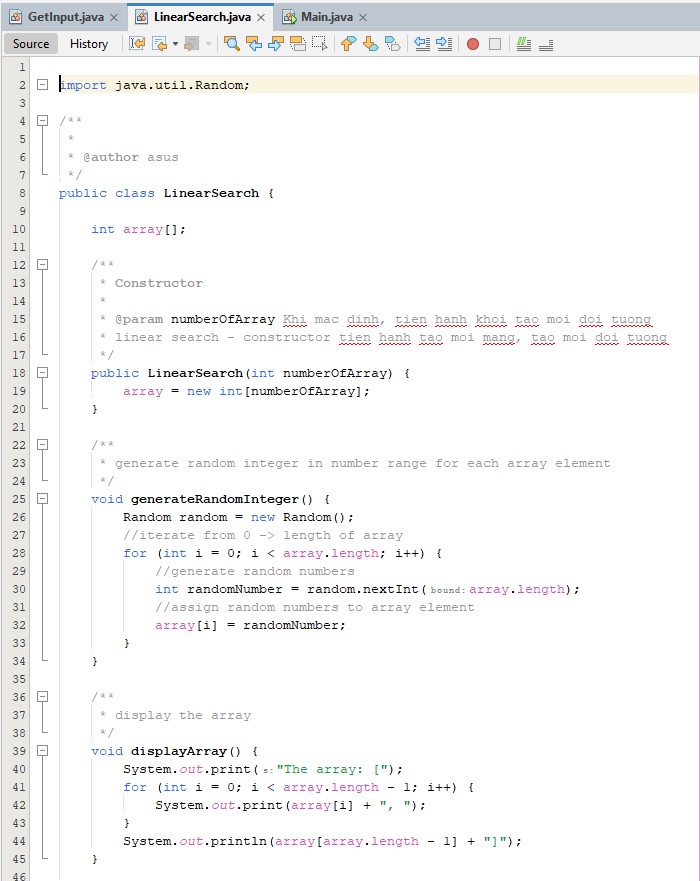 GetInput.java × LinearSearch.java × Main.java ×
Source History
1
2 import java.util.Random;
3
4 /**
5 *
6 * @author asus
7 */
8 public class LinearSearch {
9
10 int array[];
11
12 /**
13 * Constructor
14 *
15 * @param numberOfArray Khi mac dinh, tien hanh khoi tao moi doi tuong
16 * linear search - constructor tien hanh tao moi mang, tao moi doi tuong
17 */
18 public LinearSearch(int numberOfArray) {
19 array = new int[numberOfArray];
20 }
21
22 /**
23 * generate random integer in number range for each array element
24 */
25 void generateRandomInteger() {
26 Random random = new Random();
27 //iterate from 0 -> length of array
28 for (int i = 0; i < array.length; i++) {
29 //generate random numbers
30 int randomNumber = random.nextInt(bound: array.length);
31 //assign random numbers to array element
32 array[i] = randomNumber;
33 }
34 }
35
36 /**
37 * display the array
38 */
39 void displayArray() {
40 System.out.print(s: "The array: [");
41 for (int i = 0; i < array.length - 1; i++) {
42 System.out.print(array[i] + ", ");
43 }
44 System.out.println(array[array.length - 1] + "]");
45 }
46